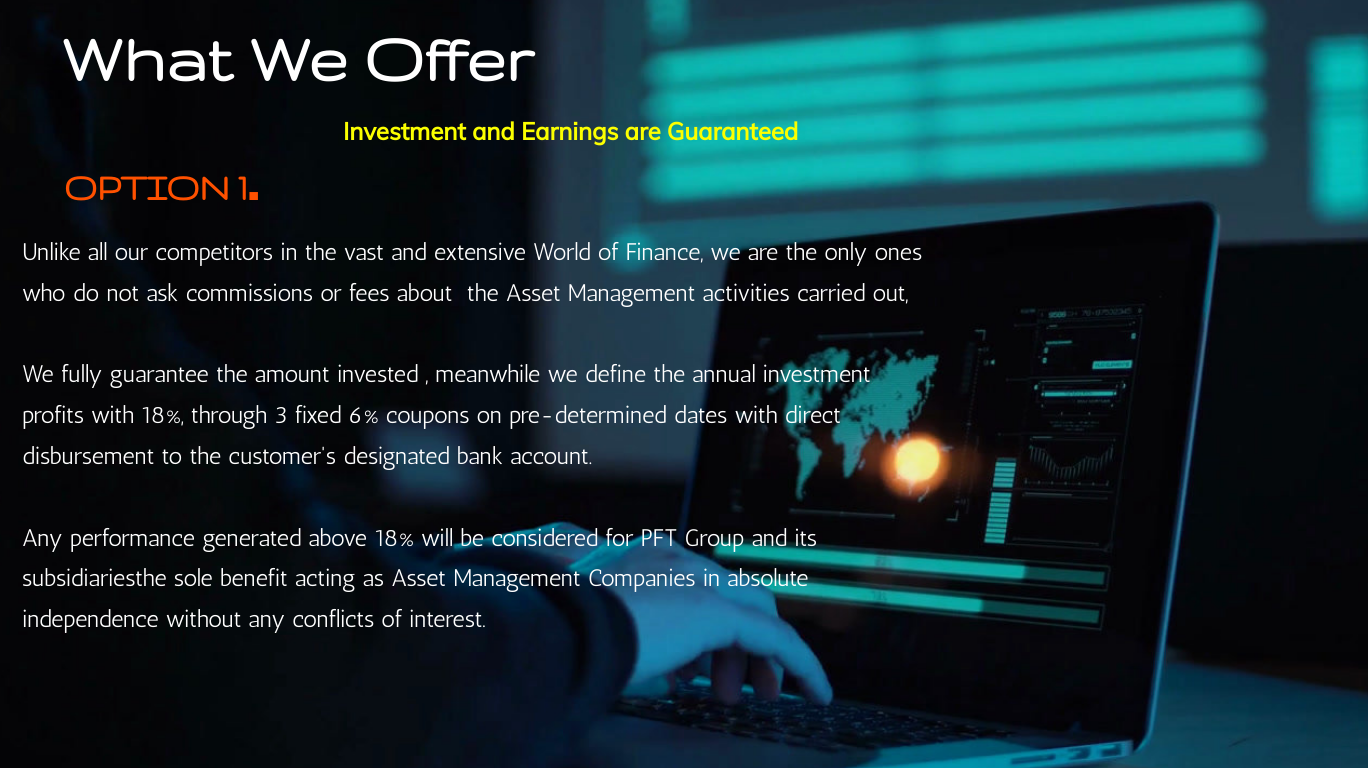 What We Offer
Investment and Earnings are Guaranteed
OPTION 1.
Unlike all our competitors in the vast and extensive World of Finance, we are the only ones
who do not ask commissions or fees about  the Asset Management activities carried out,
We fully guarantee the amount invested , meanwhile we define the annual investment
profits with 18%, through 3 fixed 6% coupons on pre-determined dates with direct
disbursement to the customer's designated bank account.
Any performance generated above 18% will be considered for PFT Group and its
subsidiariesthe sole benefit acting as Asset Management Companies in absolute
independence without any conflicts of interest.